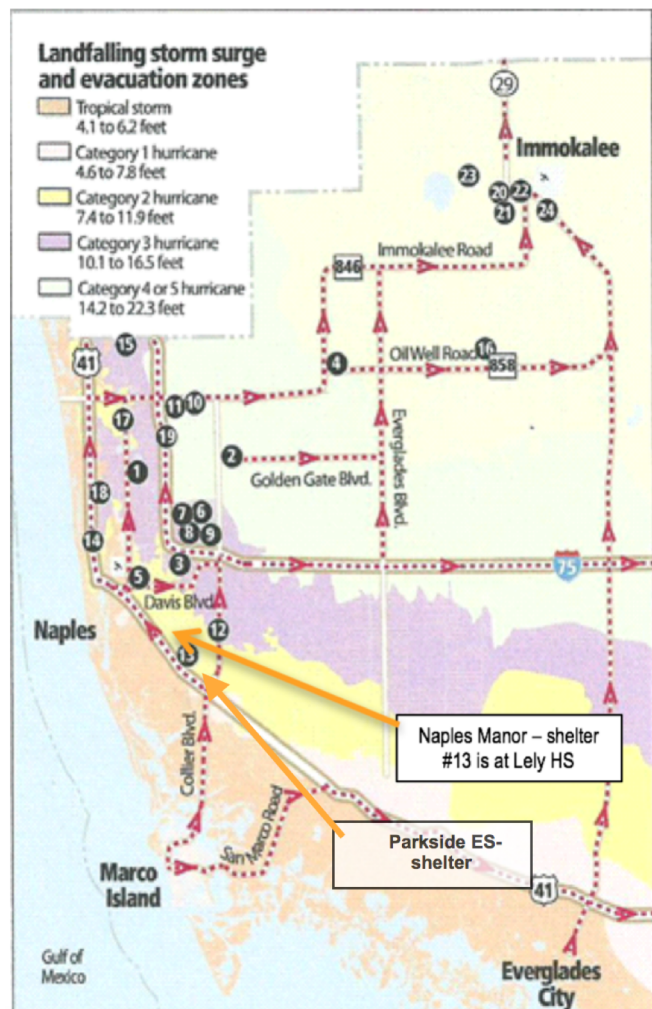 Landfalling storm surge
and evacuation zones
Tropical storm
4.1 to 6.2 feet
Category 1 hurricane
4.6 to 7.8 feet
Category 2 hurricane
7.4 to 11.9 feet
Category 3 hurricane
10.1 to 16.5 feet
Category 4 or 5 hurricane
14.2 to 22.3 feet
29
Immokalee
23
20
22
21
24
Immokalee Road
846
15
41
16
4
Oil Well Road
858
11
10
17
19
Everglades Blvd.
2
Golden Gate Blvd.
1
18
7
6
8
9
14
3
75
5
Davis Blvd.
Naples
12
13
Naples Manor – shelter
#13 is at Lely HS
Collier Blvd.
San Marco Road
Parkside ES-
shelter
Marco
Island
41
Gulf of
Mexico
Everglades
City